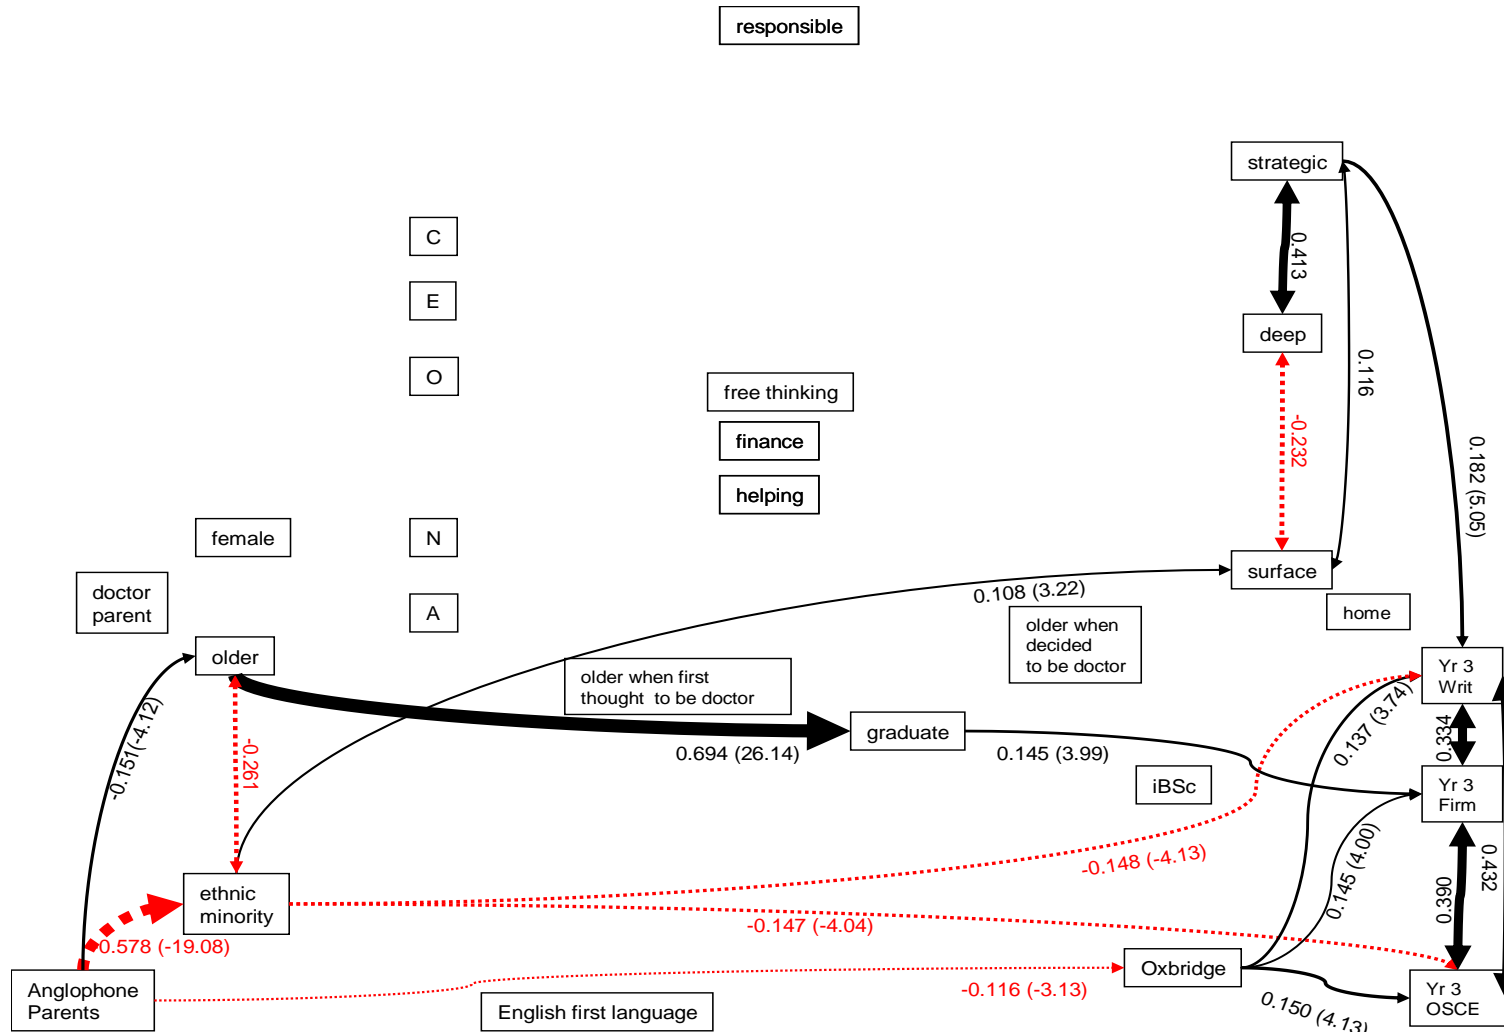 responsible
strategic
C
0.413
E
deep
O
0.116
free thinking
finance
-0.232
0.182 (5.05)
helping
female
N
surface
doctor
parent
0.108 (3.22)
A
home
older
older when
decided
to be doctor
older when first
thought  to be doctor
Yr 3
Writ
-0.151(-4.12)
-0.261
0.694 (26.14)
graduate
0.145 (3.99)
0.137 (3.74)
0.334
iBSc
Yr 3
Firm
ethnic
minority
-0.148 (-4.13)
0.145 (4.00)
0.390
0.432
0.578 (-19.08)
-0.147 (-4.04)
Oxbridge
Anglophone
Parents
English first language
-0.116 (-3.13)
0.150 (4.13)
Yr 3
OSCE